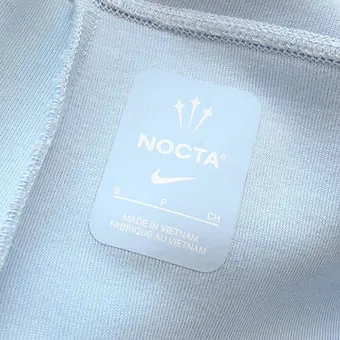 NOCTA®
S P CH
MADE IN VIETNAM
FABRIQUÉ AU VIETNAM